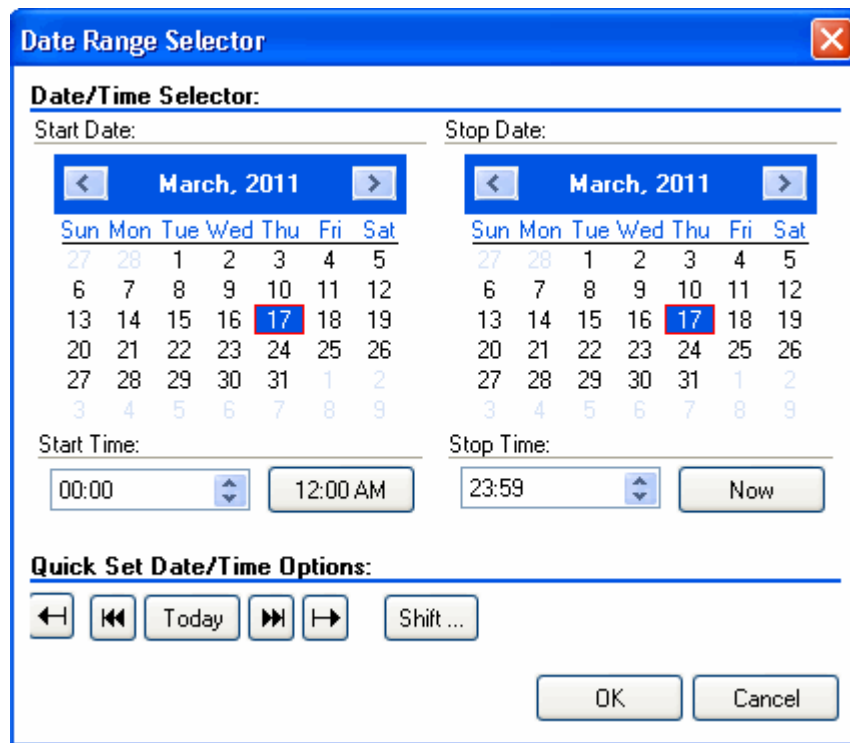 Date Range Selector
Date/Time Selector:
Start Date:
March, 2011
Sun Mon Tue Wed Thu Fri Sat
27 28 1 2 3 4 5
6 7 8 9 10 11 12
13 14 15 16 17 18 19
20 21 22 23 24 25 26
27 28 29 30 31 1 2
3 4 5 6 7 8 9
Start Time:
00:00
12:00 AM
Stop Date:
March, 2011
Sun Mon Tue Wed Thu Fri Sat
27 28 1 2 3 4 5
6 7 8 9 10 11 12
13 14 15 16 17 18 19
20 21 22 23 24 25 26
27 28 29 30 31 1 2
3 4 5 6 7 8 9
Stop Time:
23:59
Now
Quick Set Date/Time Options:
Today
Shift ...
OK
Cancel